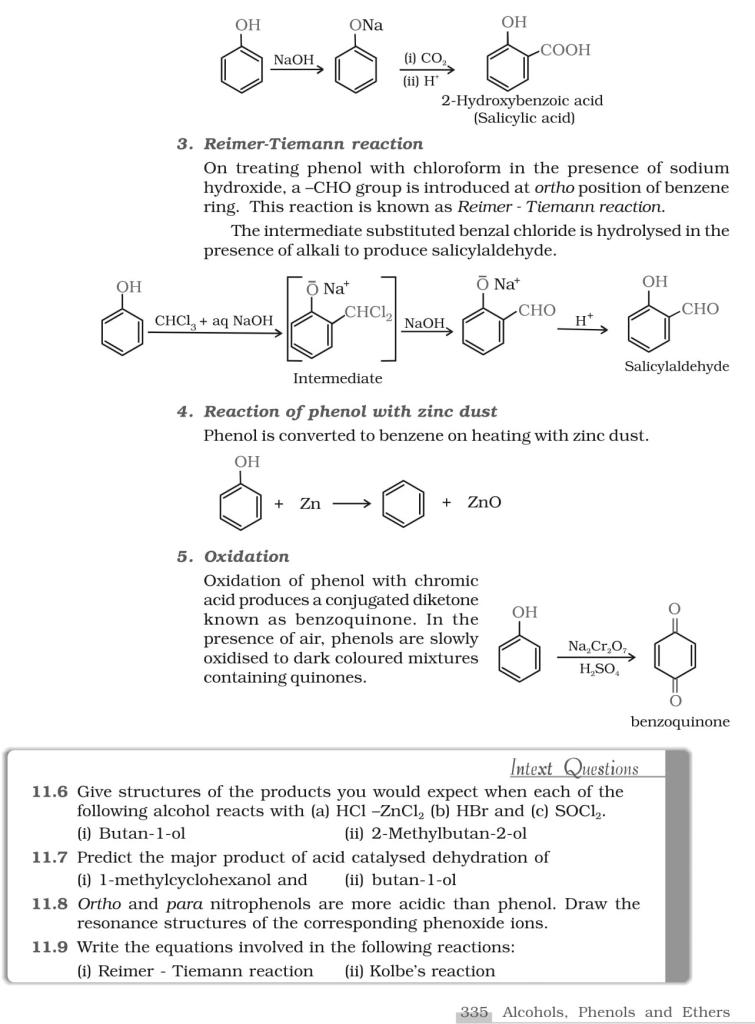 OH ONa OH
NaOH (i) CO₂ COOH
(ii) H⁺
2-Hydroxybenzoic acid
(Salicylic acid)
3. Reimer-Tiemann reaction
On treating phenol with chloroform in the presence of sodium
hydroxide, a –CHO group is introduced at ortho position of benzene
ring. This reaction is known as Reimer - Tiemann reaction.
The intermediate substituted benzal chloride is hydrolysed in the
presence of alkali to produce salicylaldehyde.
OH Ō Na⁺ Ō Na⁺ OH
CHCl₃ + aq NaOH CHCl₂ NaOH CHO H⁺ CHO
Intermediate Salicylaldehyde
4. Reaction of phenol with zinc dust
Phenol is converted to benzene on heating with zinc dust.
OH
+ Zn + ZnO
5. Oxidation
Oxidation of phenol with chromic
acid produces a conjugated diketone
known as benzoquinone. In the
presence of air, phenols are slowly
oxidised to dark coloured mixtures
containing quinones.
OH O
Na₂Cr₂O₇
H₂SO₄
O
benzoquinone
Intext Questions
11.6 Give structures of the products you would expect when each of the
following alcohol reacts with (a) HCl –ZnCl₂ (b) HBr and (c) SOCl₂.
(i) Butan-1-ol (ii) 2-Methylbutan-2-ol
11.7 Predict the major product of acid catalysed dehydration of
(i) 1-methylcyclohexanol and (ii) butan-1-ol
11.8 Ortho and para nitrophenols are more acidic than phenol. Draw the
resonance structures of the corresponding phenoxide ions.
11.9 Write the equations involved in the following reactions:
(i) Reimer - Tiemann reaction (ii) Kolbe's reaction
335 Alcohols, Phenols and Ethers